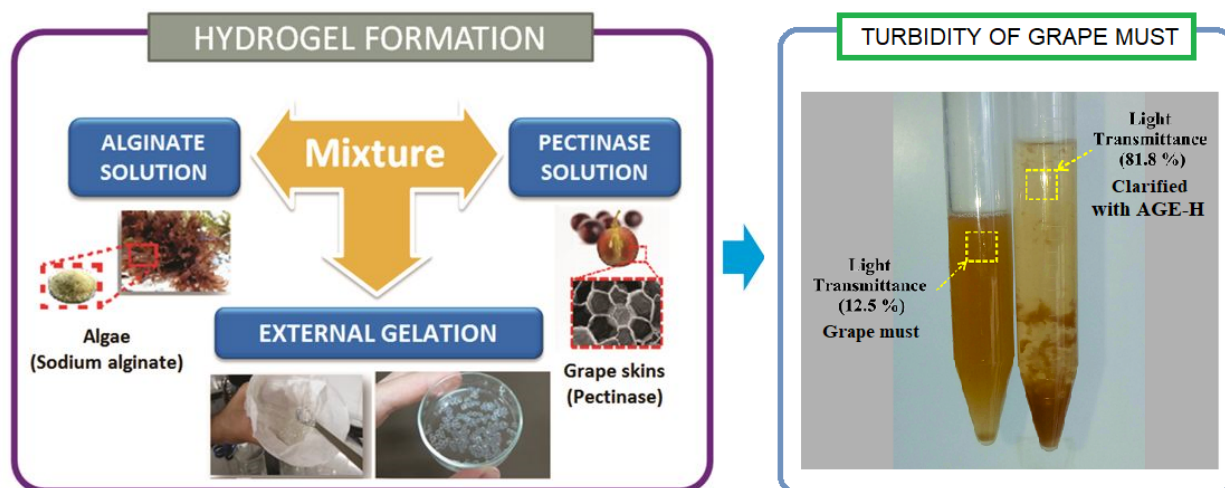 HYDROGEL FORMATION
ALGINATE
SOLUTION
Mixture
PECTINASE
SOLUTION
Algae
(Sodium alginate)
EXTERNAL GELATION
Grape skins
(Pectinase)
TURBIDITY OF GRAPE MUST
Light
Transmittance
(81.8 %)
Clarified
with AGE-H
Light
Transmittance
(12.5 %)
Grape must